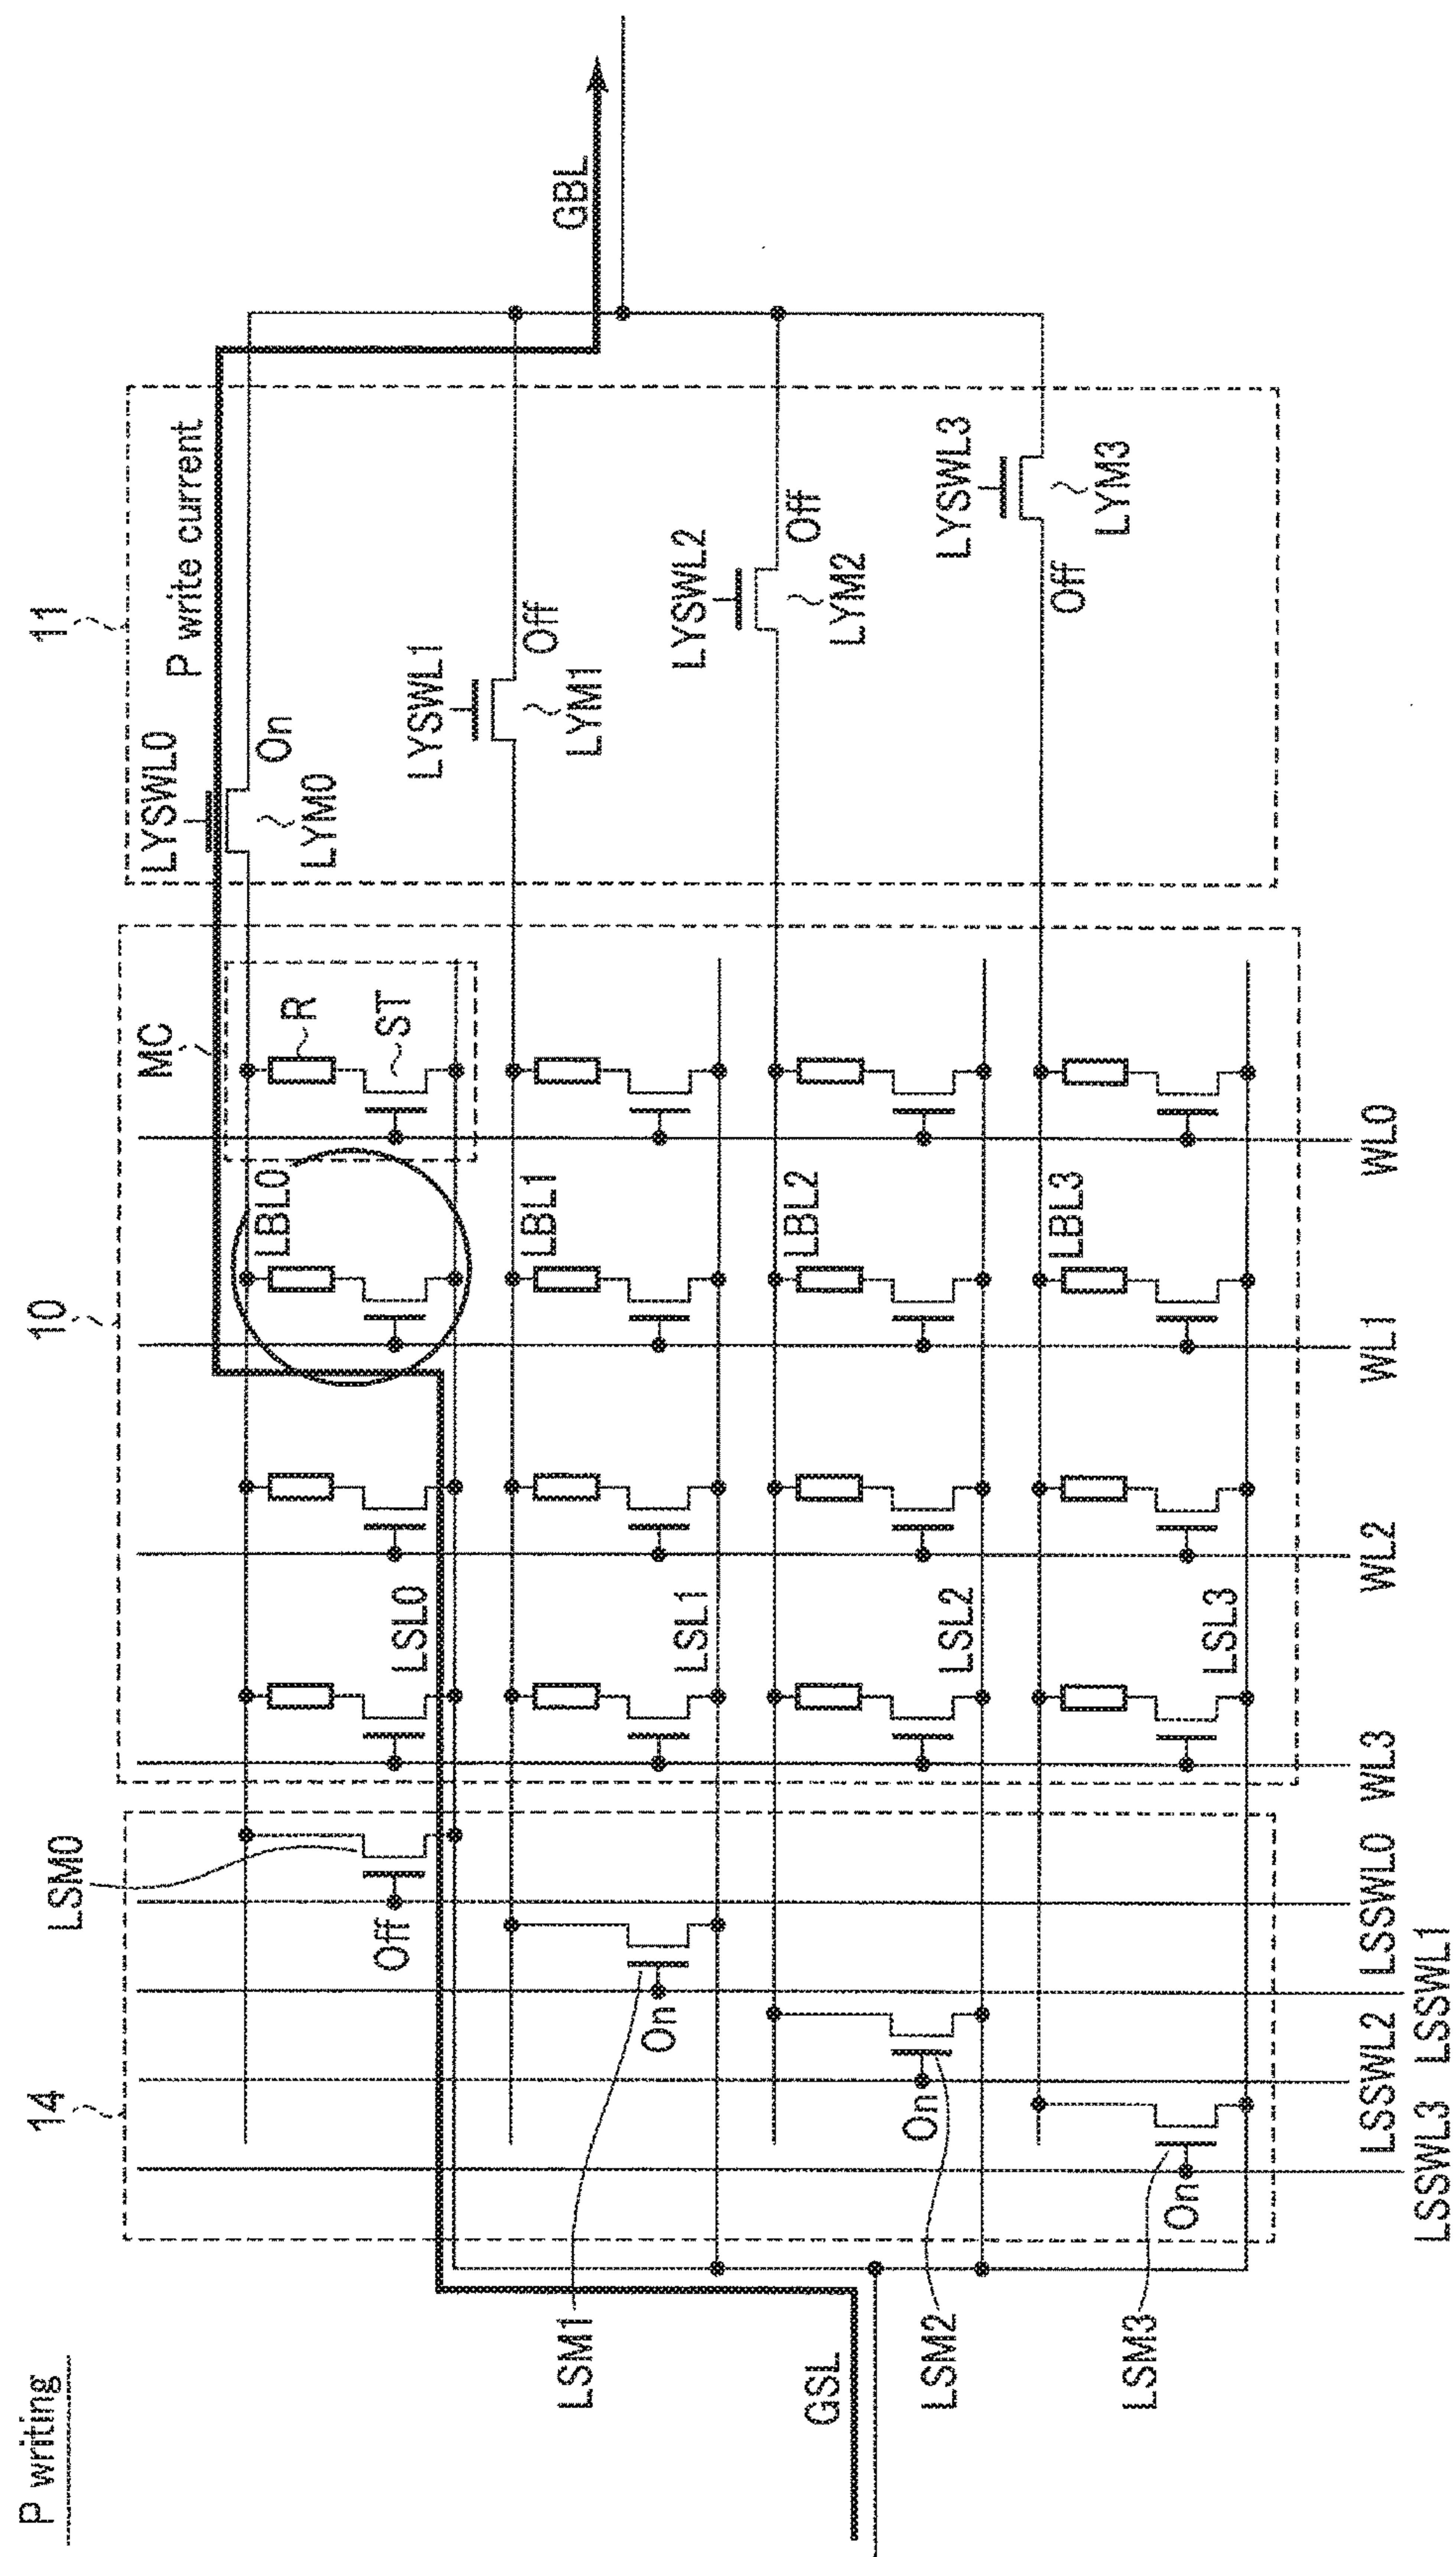 P writing
14
10
11
LSM0
MC
LYSWL0
P write current
R
ST
LYM0
On
GBL
LBL0
LSL0
Off
LYSWL1
Off
LYM1
LBL1
LSL1
On
LSM1
LYSWL2
Off
LYM2
LBL2
LSL2
On
GSL
LSM2
LYSWL3
Off
LYM3
LBL3
LSL3
On
LSM3
LSSWL3
LSSWL2
LSSWL1
LSSWL0
WL3
WL2
WL1
WL0